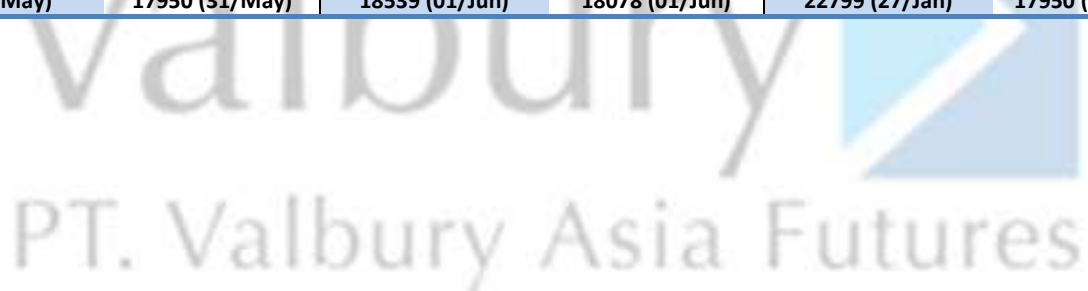 May) 17950 (31/May) 18539 (01/Jun) 18078 (01/Jun) 22799 (27/Jan) 17950 (
Valbury
PT. Valbury Asia Futures